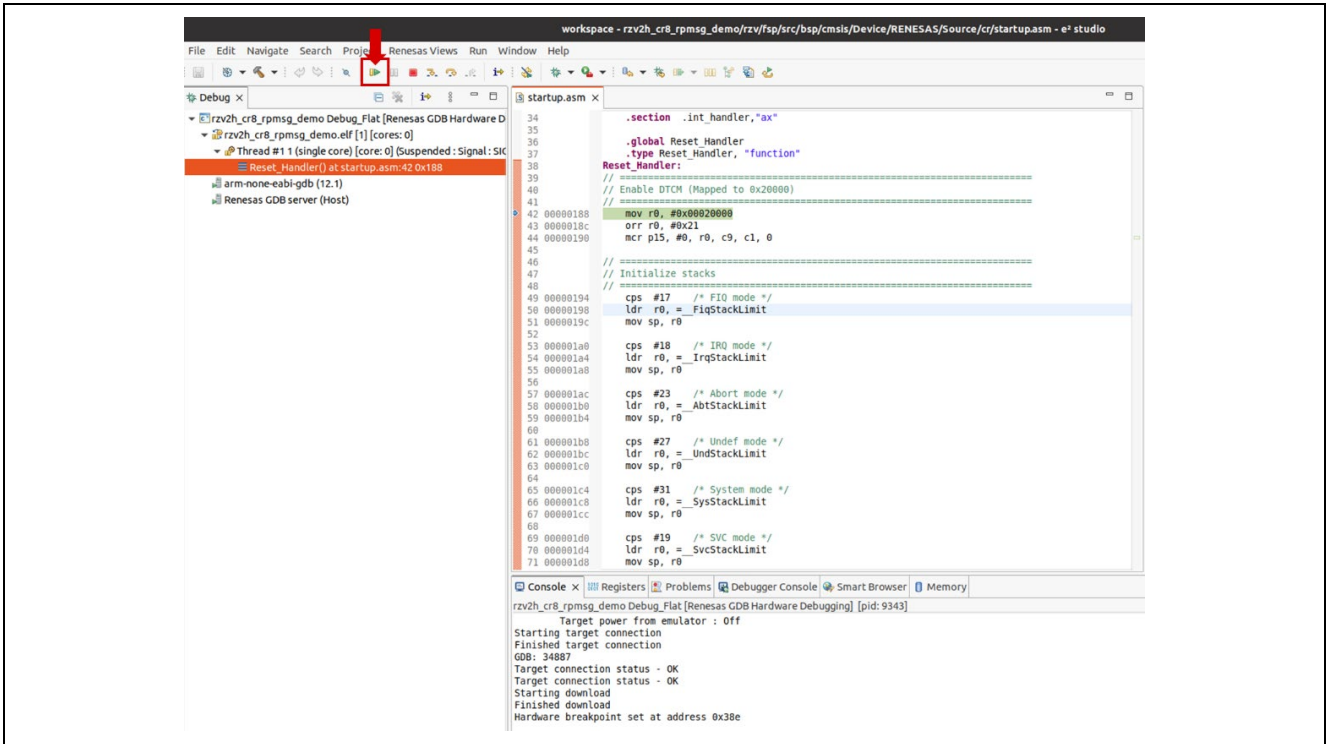 workspace - rzv2h_cr8_rpmsg_demo/rzv/fsp/src/bsp/cmsis/Device/RENESAS/Source/cr/startup.asm - e² studio
File Edit Navigate Search Project Renesas Views Run Window Help
Debug
startup.asm
rzv2h_cr8_rpmsg_demo Debug_Flat [Renesas GDB Hardware D
rzv2h_cr8_rpmsg_demo.elf [1] [cores: 0]
Thread #1 1 (single core) [core: 0] (Suspended : Signal : SIC
Reset_Handler() at startup.asm:42 0x188
arm-none-eabi-gdb (12.1)
Renesas GDB server (Host)
34 .section .int_handler,"ax"
35
36 .global Reset_Handler
37 .type Reset_Handler, "function"
38 Reset_Handler:
39 // =========================================================================
40 // Enable DTCM (Mapped to 0x20000)
41 // =========================================================================
42 00000188 mov r0, #0x00020000
43 0000018c orr r0, #0x21
44 00000190 mcr p15, #0, r0, c9, c1, 0
45
46 // =========================================================================
47 // Initialize stacks
48 // =========================================================================
49 00000194 cps #17 /* FIQ mode */
50 00000198 ldr r0, =__FiqStackLimit
51 0000019c mov sp, r0
52
53 000001a0 cps #18 /* IRQ mode */
54 000001a4 ldr r0, =__IrqStackLimit
55 000001a8 mov sp, r0
56
57 000001ac cps #23 /* Abort mode */
58 000001b0 ldr r0, =__AbtStackLimit
59 000001b4 mov sp, r0
60
61 000001b8 cps #27 /* Undef mode */
62 000001bc ldr r0, =__UndStackLimit
63 000001c0 mov sp, r0
64
65 000001c4 cps #31 /* System mode */
66 000001c8 ldr r0, =__SysStackLimit
67 000001cc mov sp, r0
68
69 000001d0 cps #19 /* SVC mode */
70 000001d4 ldr r0, =__SvcStackLimit
71 000001d8 mov sp, r0
Console Registers Problems Debugger Console Smart Browser Memory
rzv2h_cr8_rpmsg_demo Debug_Flat [Renesas GDB Hardware Debugging] [pid: 9343]
Target power from emulator : Off
Starting target connection
Finished target connection
GDB: 34887
Target connection status - OK
Target connection status - OK
Starting download
Finished download
Hardware breakpoint set at address 0x38e